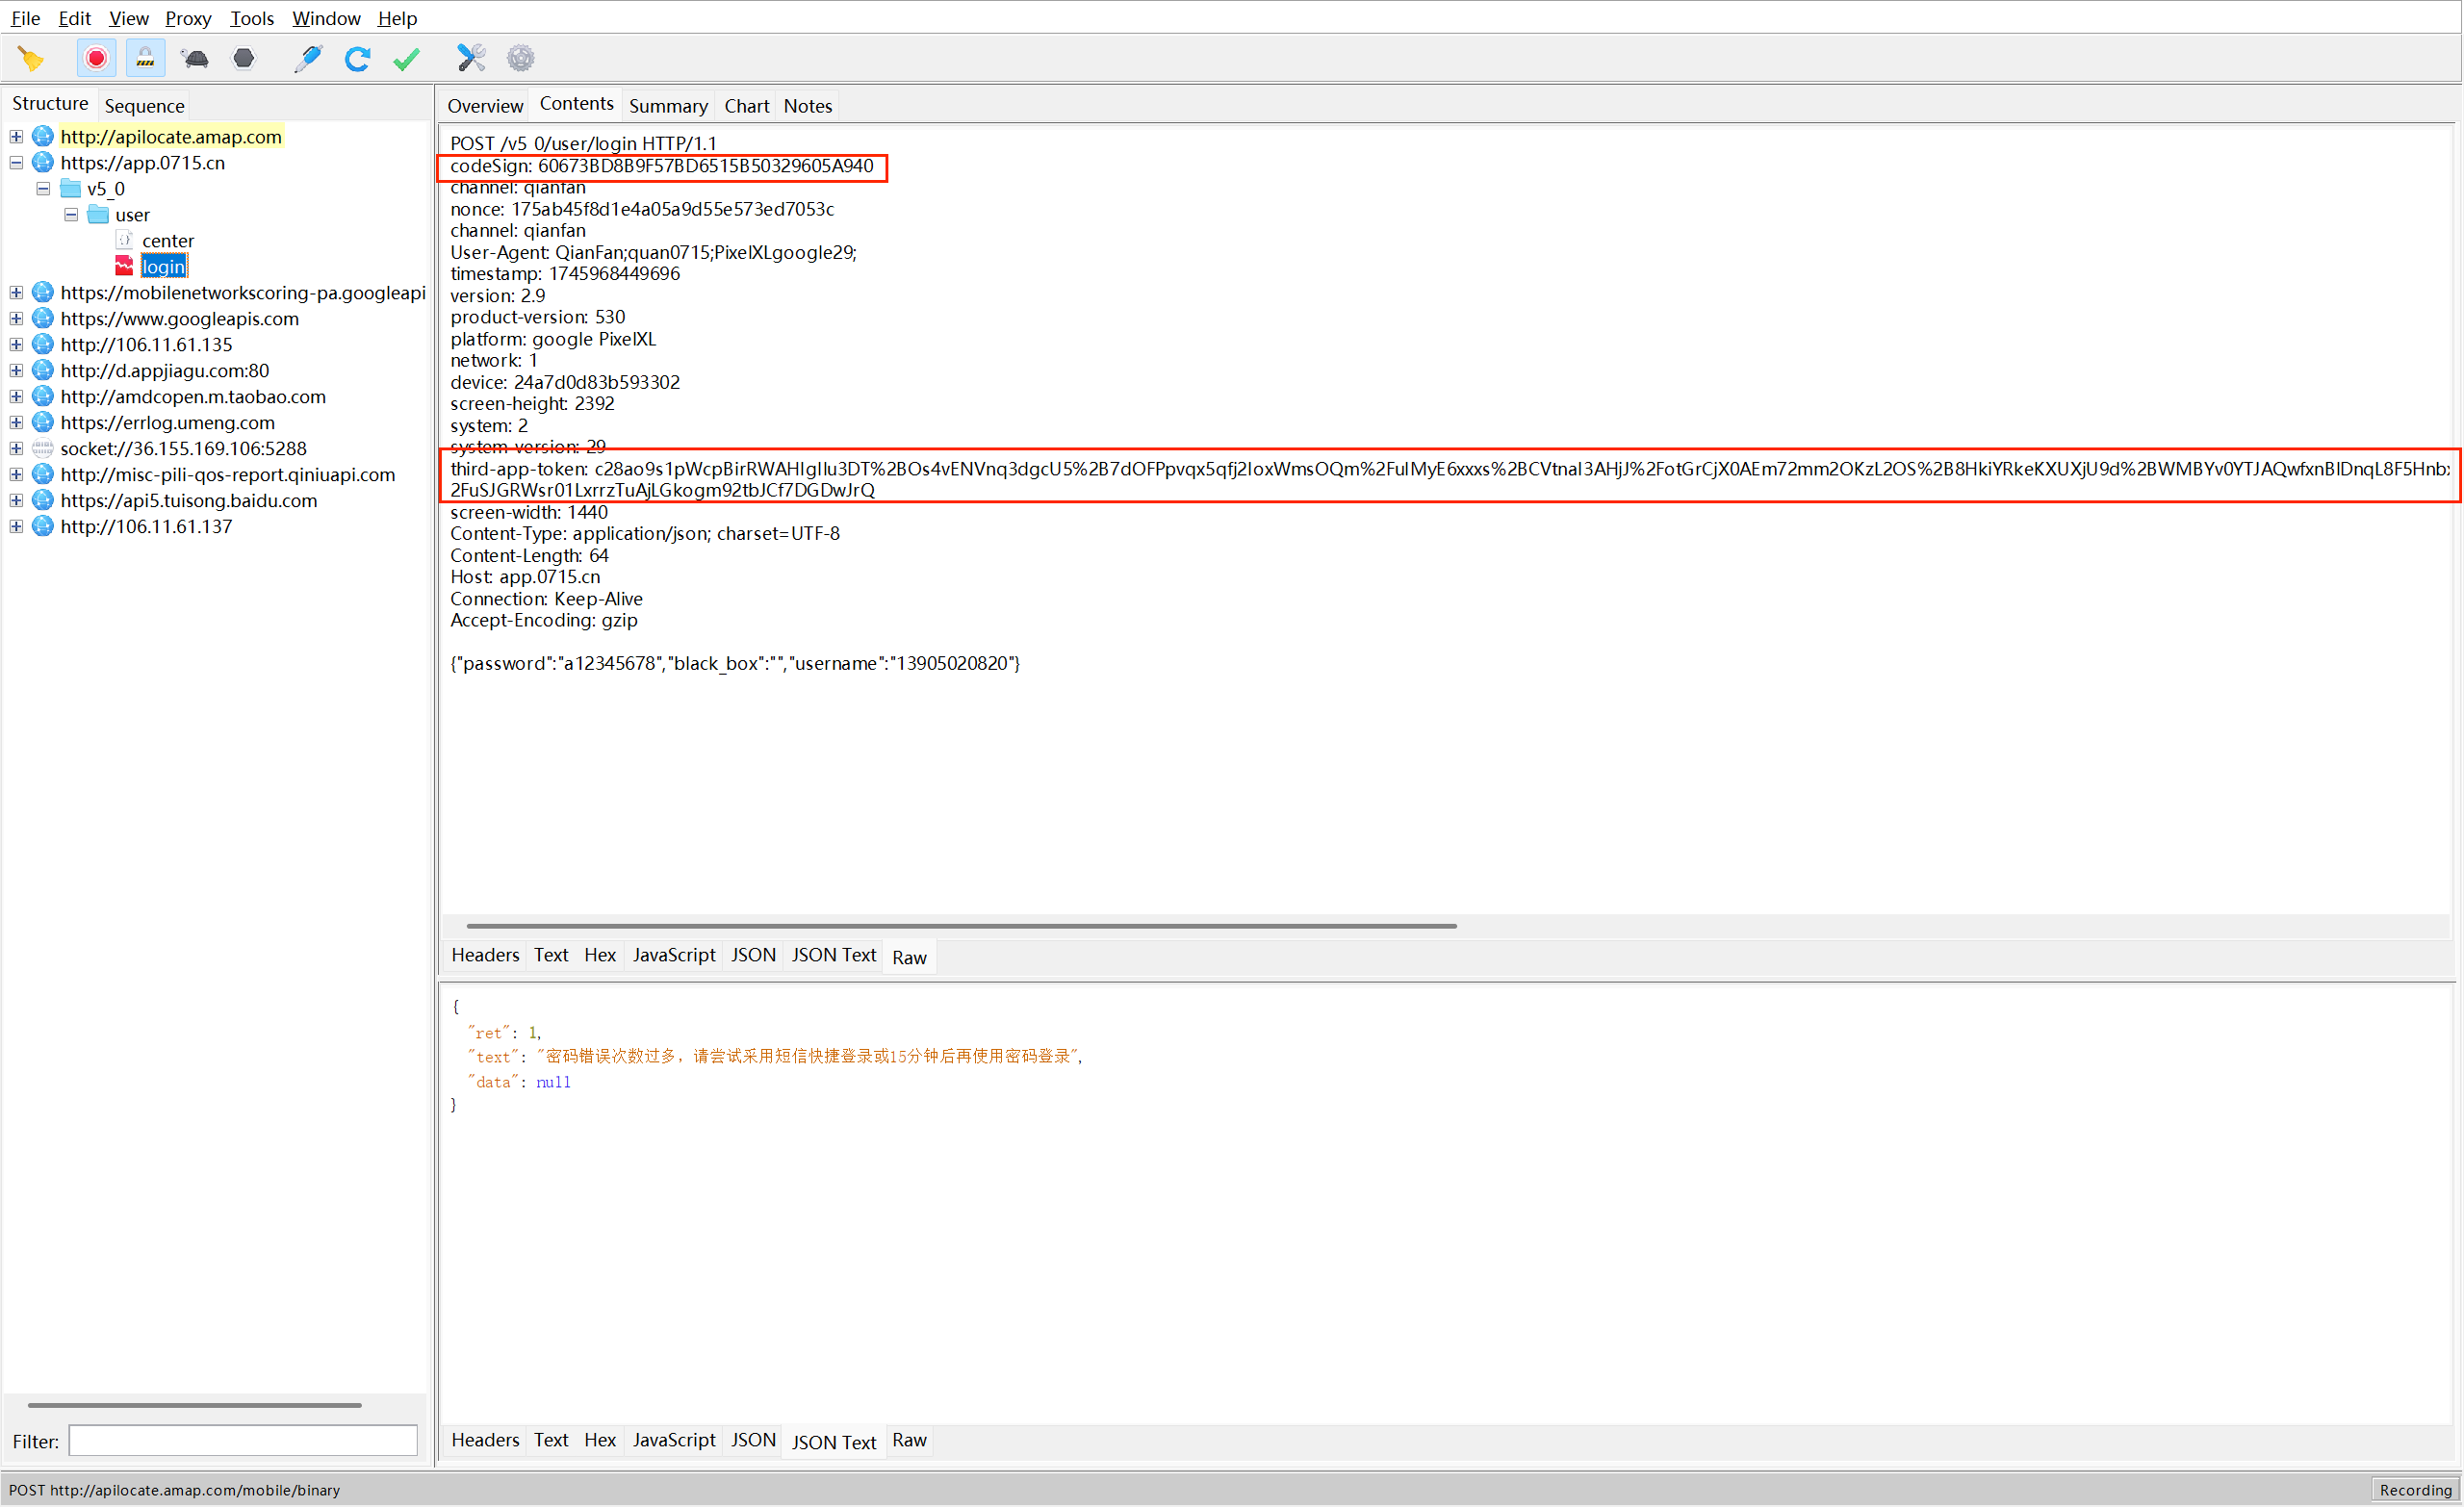 File Edit View Proxy Tools Window Help
Structure Sequence
http://apilocate.amap.com
https://app.0715.cn
v5_0
user
center
login
https://mobilenetworkscoring-pa.googleapi
https://www.googleapis.com
http://106.11.61.135
http://d.appjiagu.com:80
http://amdcopen.m.taobao.com
https://errlog.umeng.com
socket://36.155.169.106:5288
http://misc-pili-qos-report.qiniuapi.com
https://api5.tuisong.baidu.com
http://106.11.61.137
Filter:
Overview Contents Summary Chart Notes
POST /v5_0/user/login HTTP/1.1
codeSign: 60673BD8B9F57BD6515B50329605A940
channel: qianfan
nonce: 175ab45f8d1e4a05a9d55e573ed7053c
channel: qianfan
User-Agent: QianFan;quan0715;PixelXLgoogle29;
timestamp: 1745968449696
version: 2.9
product-version: 530
platform: google PixelXL
network: 1
device: 24a7d0d83b593302
screen-height: 2392
system: 2
system-version: 29
third-app-token:
2FuSJGRWsr01LxrrzTuAjLGkogm92tbJCf7DGDwJrQ
screen-width: 1440
Content-Type: application/json; charset=UTF-8
Content-Length: 64
Host: app.0715.cn
Connection: Keep-Alive
Accept-Encoding: gzip
{"password":"a12345678","black_box":"","username":"13905020820"}
Headers Text Hex JavaScript JSON JSON Text Raw
{
"ret": 1,
"text": "密码错误次数过多，请尝试采用短信快捷登录或15分钟后再使用密码登录",
"data": null
}
Headers Text Hex JavaScript JSON JSON Text Raw
POST http://apilocate.amap.com/mobile/binary
Recording